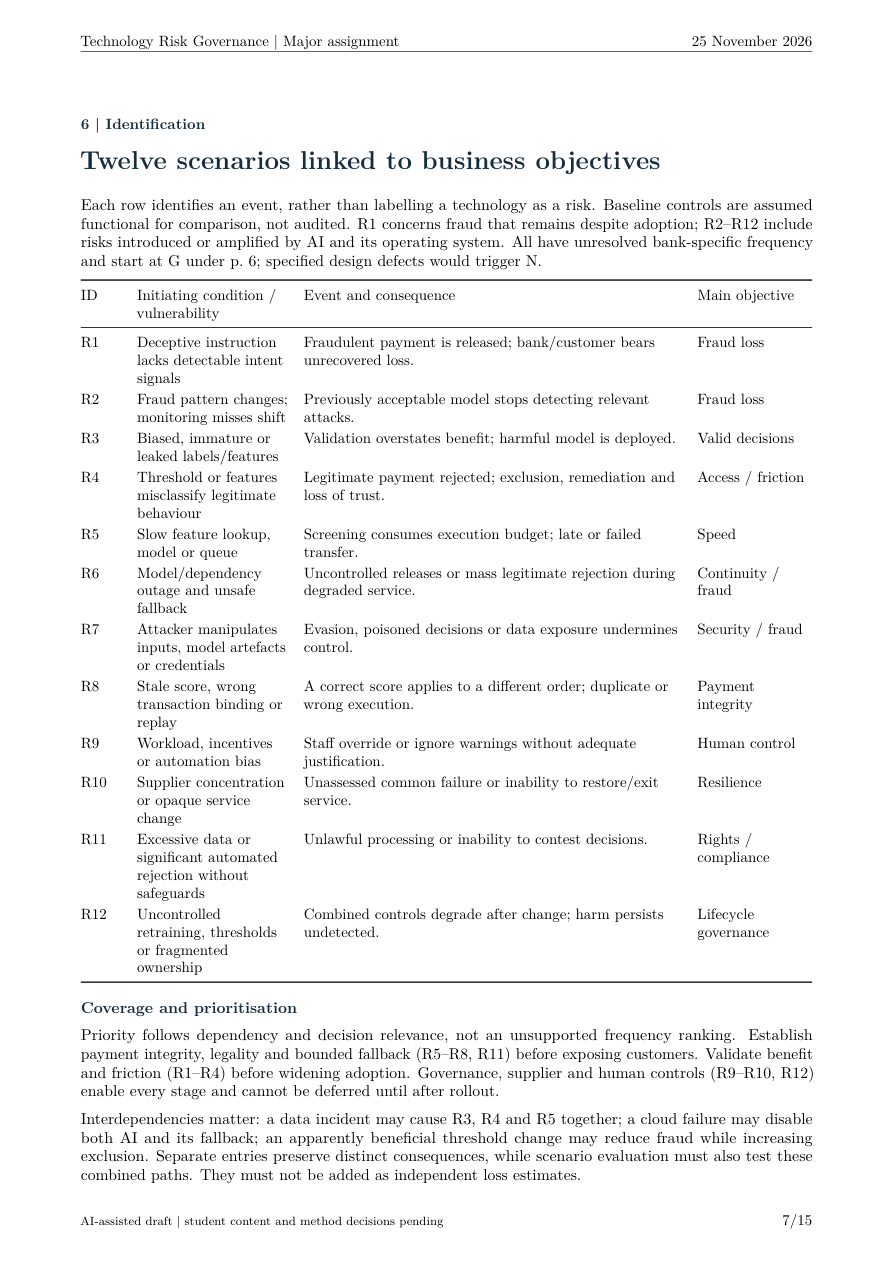 Technology Risk Governance | Major assignment 25 November 2026
6 | Identification
Twelve scenarios linked to business objectives
Each row identifies an event, rather than labelling a technology as a risk. Baseline controls are assumed
functional for comparison, not audited. R1 concerns fraud that remains despite adoption; R2–R12 include
risks introduced or amplified by AI and its operating system. All have unresolved bank-specific frequency
and start at G under p. 6; specified design defects would trigger N.
ID Initiating condition / Event and consequence Main objective
vulnerability
R1 Deceptive instruction Fraudulent payment is released; bank/customer bears Fraud loss
lacks detectable intent unrecovered loss.
signals
R2 Fraud pattern changes; Previously acceptable model stops detecting relevant Fraud loss
monitoring misses shift attacks.
R3 Biased, immature or Validation overstates benefit; harmful model is deployed. Valid decisions
leaked labels/features
R4 Threshold or features Legitimate payment rejected; exclusion, remediation and Access / friction
misclassify legitimate loss of trust.
behaviour
R5 Slow feature lookup, Screening consumes execution budget; late or failed Speed
model or queue transfer.
R6 Model/dependency Uncontrolled releases or mass legitimate rejection during Continuity /
outage and unsafe degraded service. fraud
fallback
R7 Attacker manipulates Evasion, poisoned decisions or data exposure undermines Security / fraud
inputs, model artefacts control.
or credentials
R8 Stale score, wrong A correct score applies to a different order; duplicate or Payment
transaction binding or wrong execution. integrity
replay
R9 Workload, incentives Staff override or ignore warnings without adequate Human control
or automation bias justification.
R10 Supplier concentration Unassessed common failure or inability to restore/exit Resilience
or opaque service service.
change
R11 Excessive data or Unlawful processing or inability to contest decisions. Rights /
significant automated compliance
rejection without
safeguards
R12 Uncontrolled Combined controls degrade after change; harm persists Lifecycle
retraining, thresholds undetected. governance
or fragmented
ownership
Coverage and prioritisation
Priority follows dependency and decision relevance, not an unsupported frequency ranking. Establish
payment integrity, legality and bounded fallback (R5–R8, R11) before exposing customers. Validate benefit
and friction (R1–R4) before widening adoption. Governance, supplier and human controls (R9–R10, R12)
enable every stage and cannot be deferred until after rollout.
Interdependencies matter: a data incident may cause R3, R4 and R5 together; a cloud failure may disable
both AI and its fallback; an apparently beneficial threshold change may reduce fraud while increasing
exclusion. Separate entries preserve distinct consequences, while scenario evaluation must also test these
combined paths. They must not be added as independent loss estimates.
AI-assisted draft | student content and method decisions pending 7/15